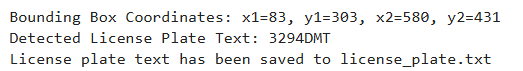 Bounding Box Coordinates: x1=83, y1=303, x2=580, y2=431
Detected License Plate Text: 3294DMT
License plate text has been saved to license_plate.txt